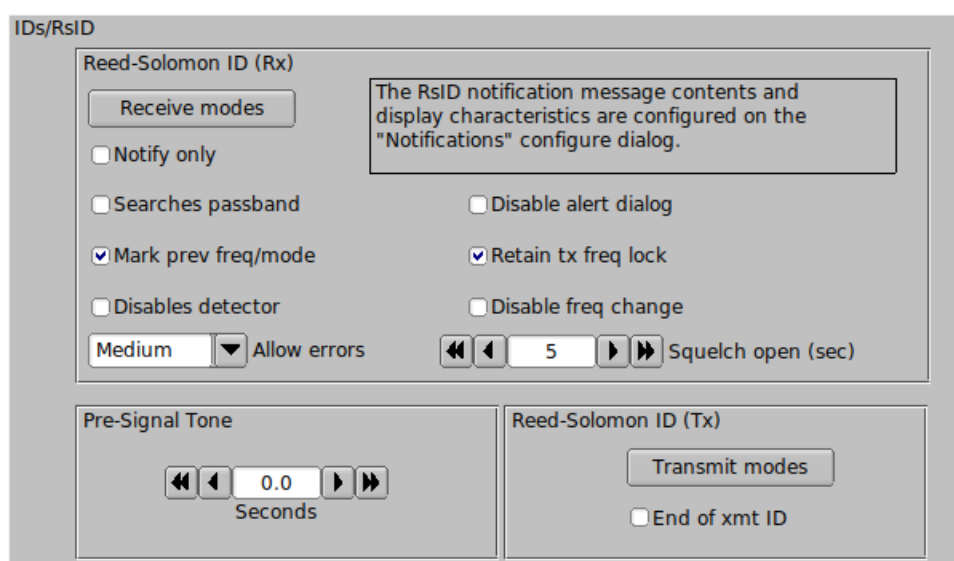 IDs/RsID
Reed-Solomon ID (Rx)
Receive modes
The RsID notification message contents and
display characteristics are configured on the
"Notifications" configure dialog.
Notify only
Searches passband
Disable alert dialog
Mark prev freq/mode
Retain tx freq lock
Disables detector
Disable freq change
Medium
Allow errors
5
Squelch open (sec)
Pre-Signal Tone
0.0
Seconds
Reed-Solomon ID (Tx)
Transmit modes
End of xmt ID